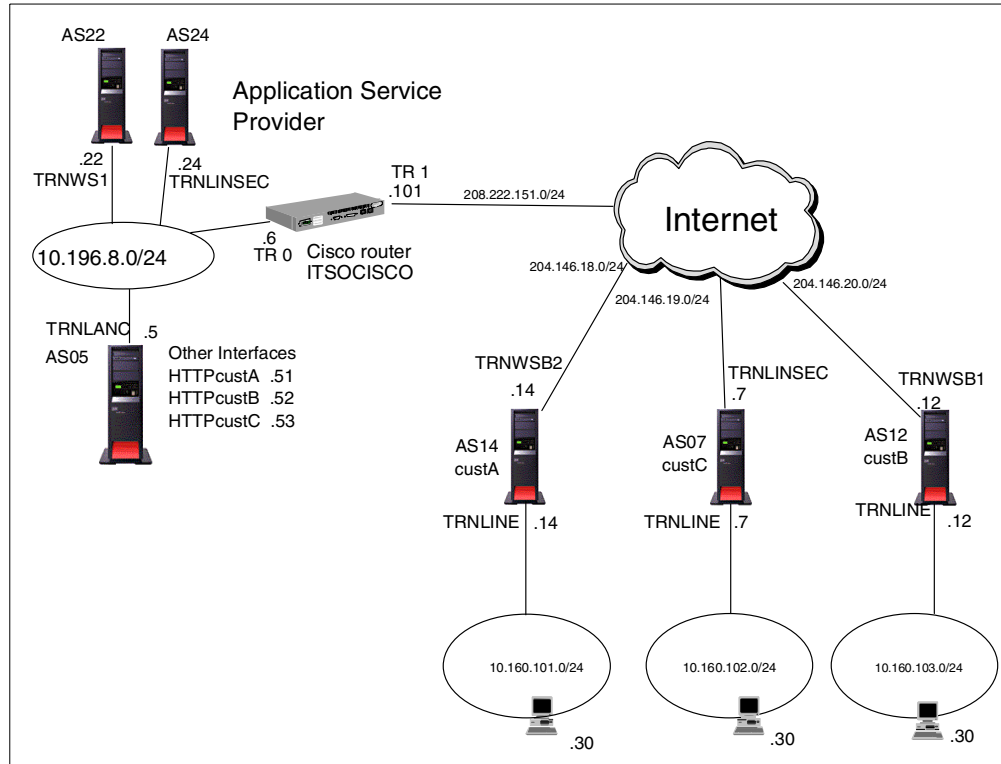 AS22
AS24
Application Service
Provider
.22
TRNWS1
.24
TRNLINSEC
TR 1
.101
208.222.151.0/24
Internet
.6
TR 0
Cisco router
ITSOCISCO
10.196.8.0/24
204.146.18.0/24
204.146.19.0/24
204.146.20.0/24
TRNLANC
.5
AS05
Other Interfaces
HTTPcustA .51
HTTPcustB .52
HTTPcustC .53
TRNWSB2
.14
TRNLINSEC
.7
TRNWSB1
.12
AS14
custA
AS07
custC
AS12
custB
TRNLINE .14
TRNLINE .7
TRNLINE .12
10.160.101.0/24
10.160.102.0/24
10.160.103.0/24
.30
.30
.30